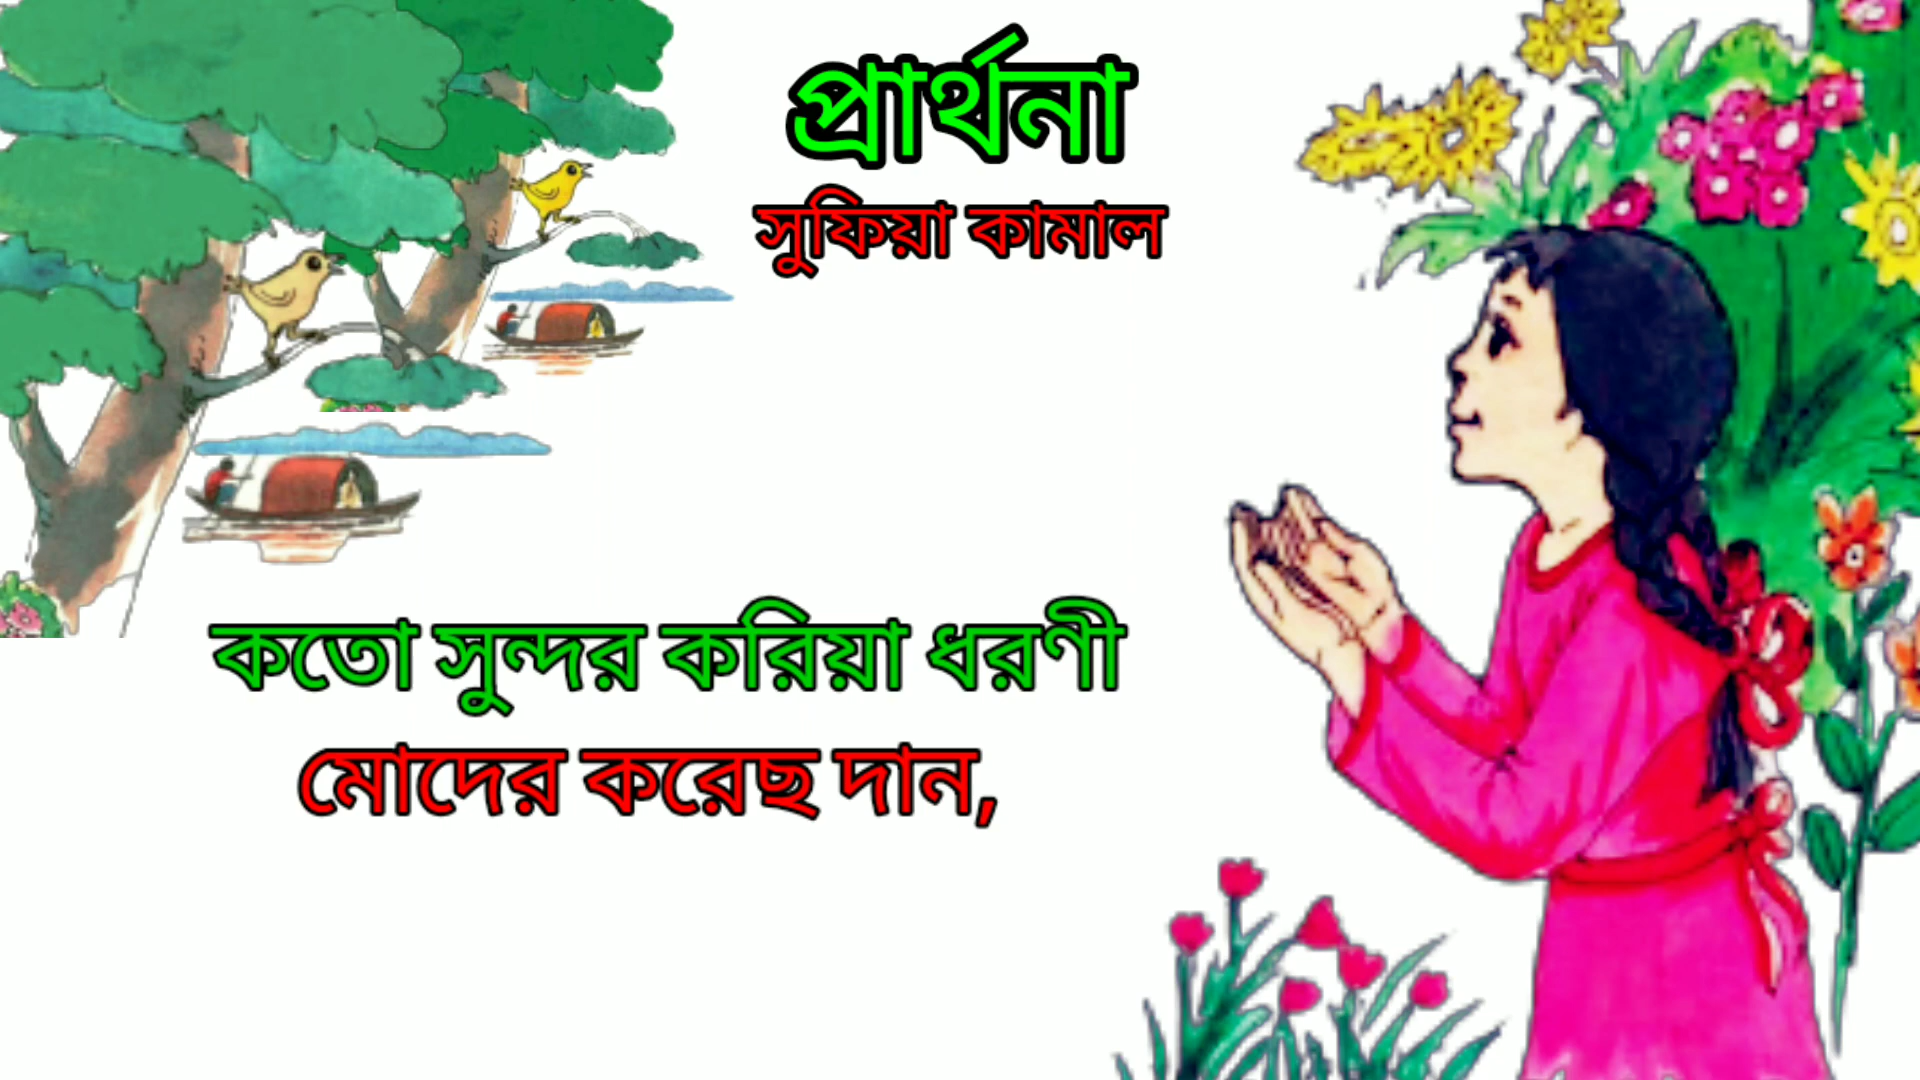 প্রার্থনা
সুফিয়া কামাল
কতো সুন্দর করিয়া ধরণী
মোদের করেছ দান,